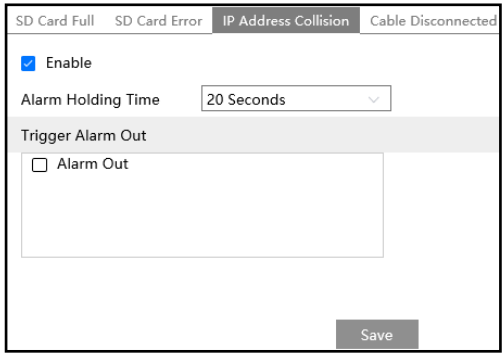 SD Card Full SD Card Error IP Address Collision Cable Disconnected
Enable
Alarm Holding Time 20 Seconds
Trigger Alarm Out
Alarm Out
Save